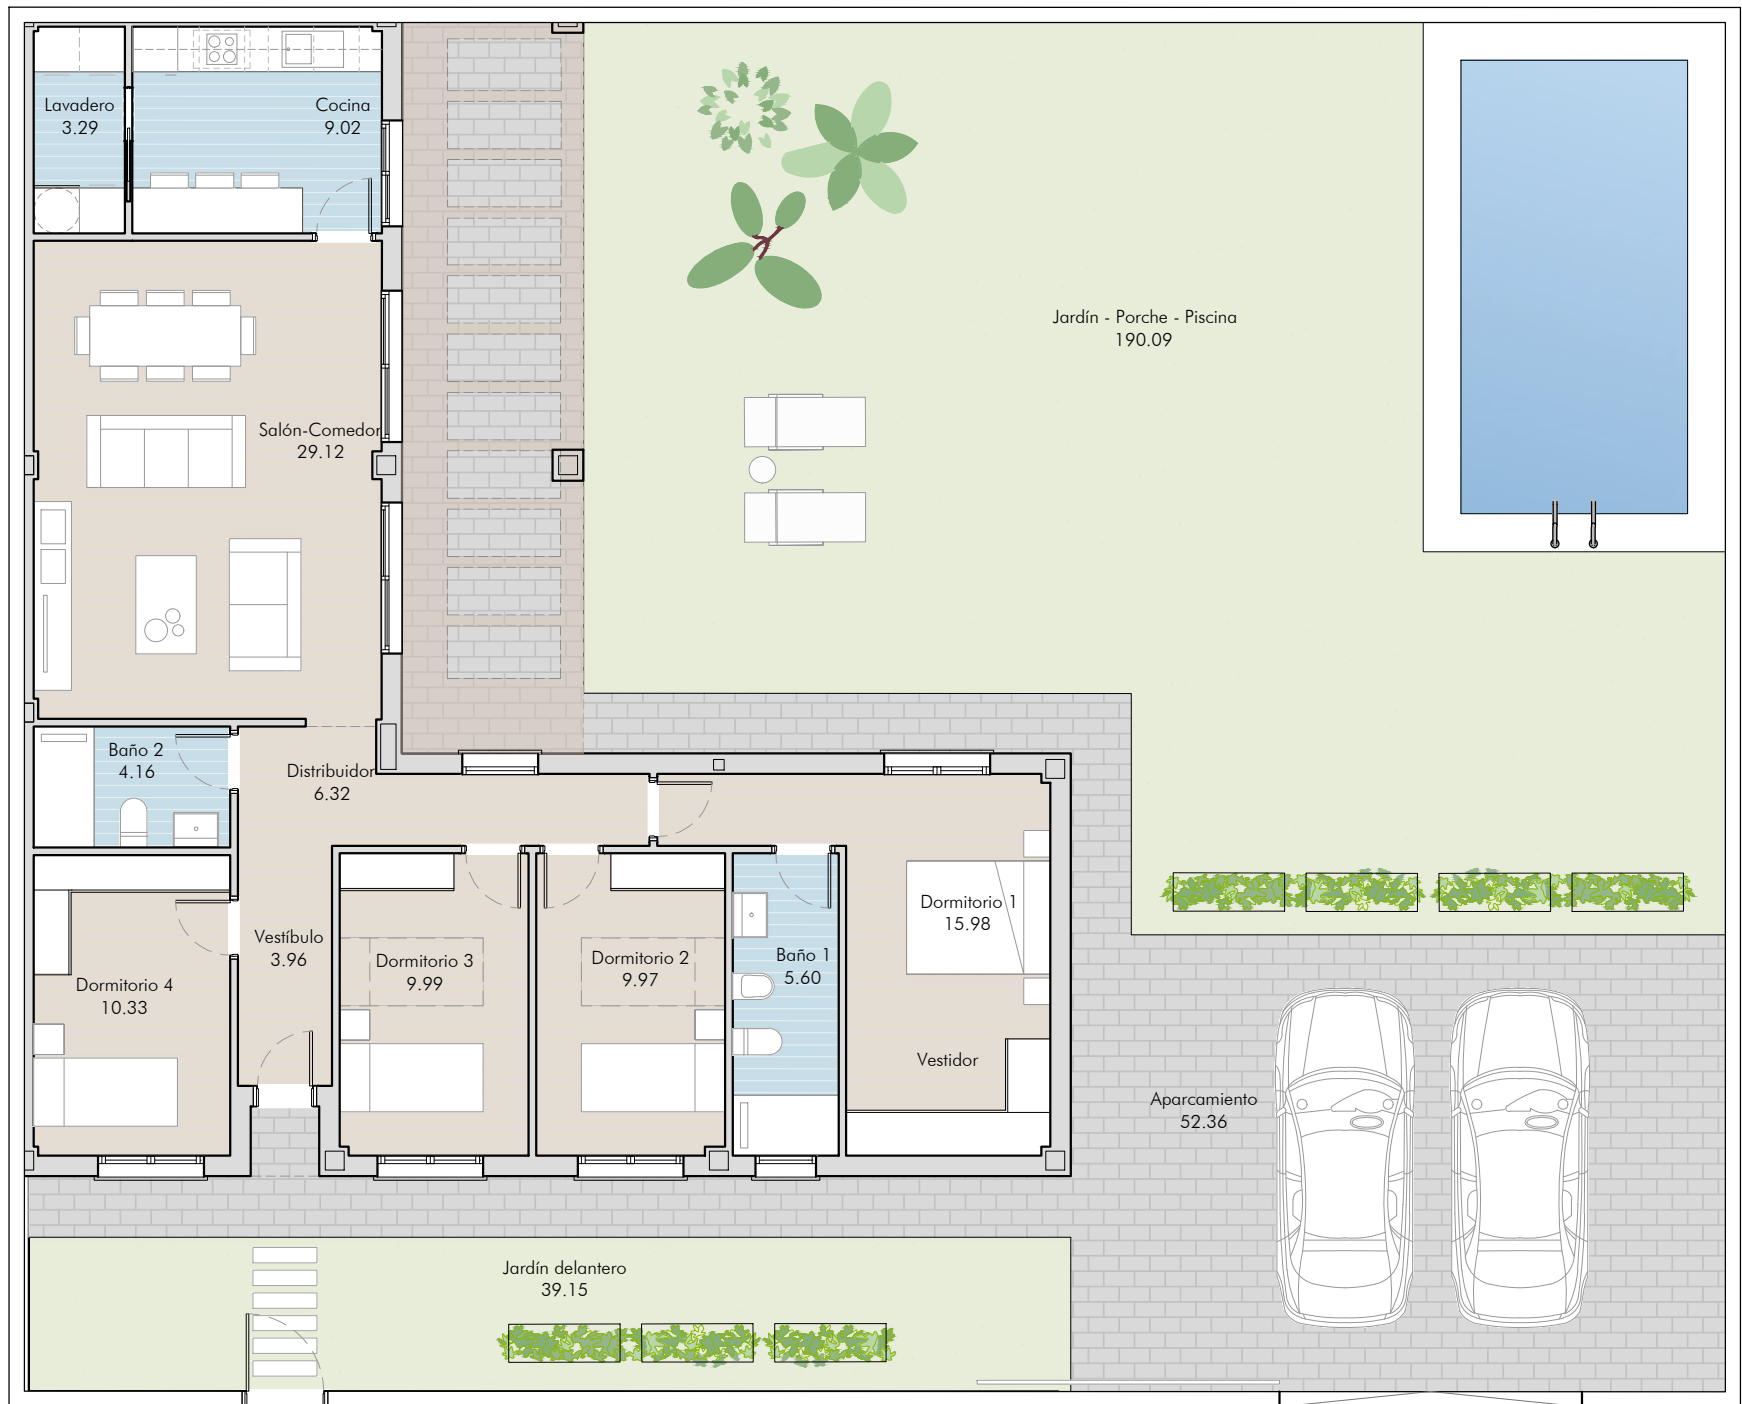 Lavadero
3.29
Cocina
9.02
Jardín - Porche - Piscina
190.09
Salón-Comedor
29.12
Baño 2
4.16
Distribuidor
6.32
Dormitorio 1
15.98
Vestíbulo
3.96
Dormitorio 3
9.99
Dormitorio 2
9.97
Baño 1
5.60
Dormitorio 4
10.33
Vestidor
Aparcamiento
52.36
Jardín delantero
39.15